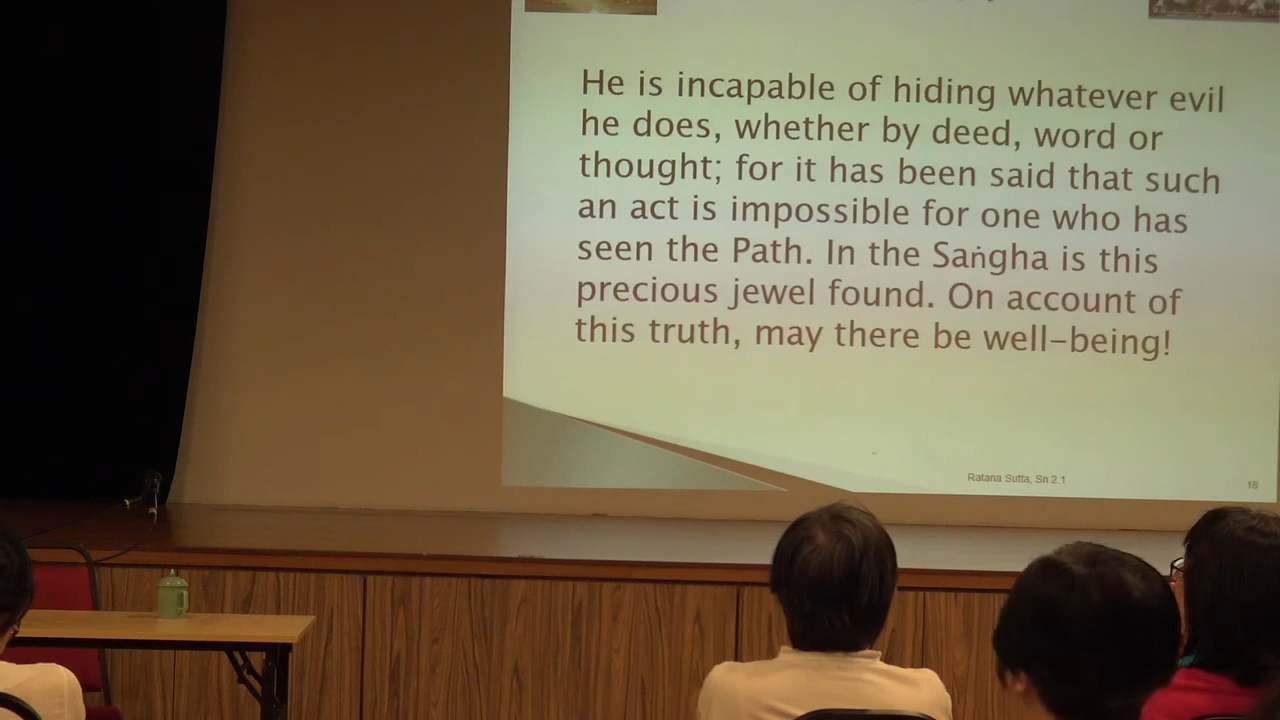 He is incapable of hiding whatever evil
he does, whether by deed, word or
thought; for it has been said that such
an act is impossible for one who has
seen the Path. In the Saṅgha is this
precious jewel found. On account of
this truth, may there be well-being!
Ratana Sutta, Sn 2.1
18